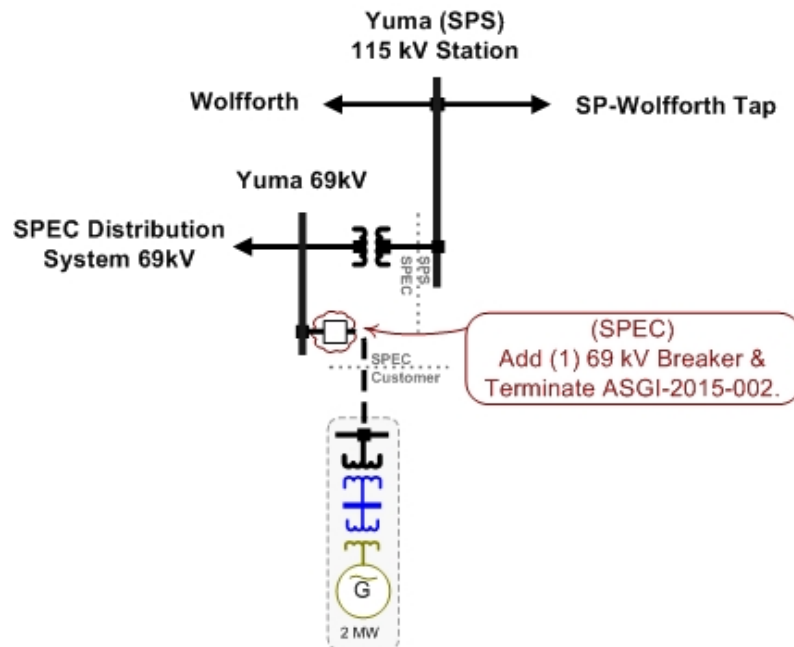 Yuma (SPS)
115 kV Station
Wolfforth
SP-Wolfforth Tap
Yuma 69kV
SPEC Distribution
System 69kV
SPEC
SPS
(SPEC)
Add (1) 69 kV Breaker &
Terminate ASGI-2015-002.
SPEC
Customer
G
2 MW